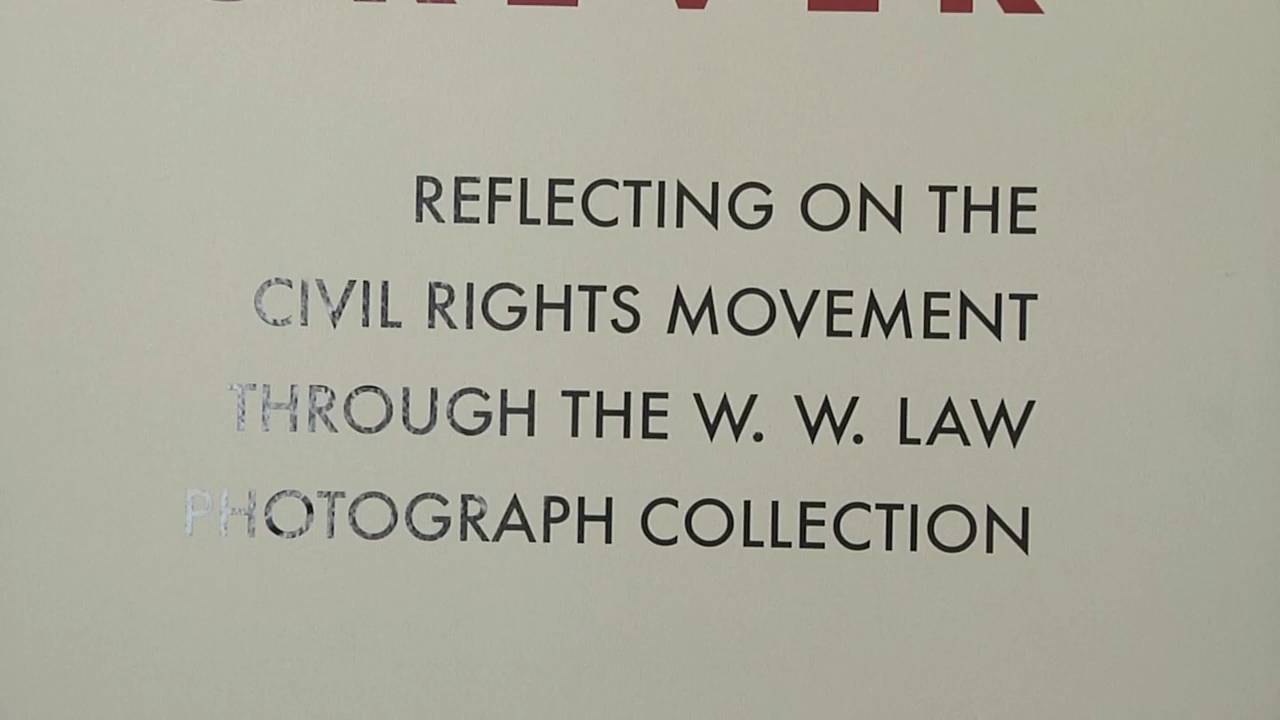 REFLECTING ON THE
CIVIL RIGHTS MOVEMENT
THROUGH THE W. W. LAW
PHOTOGRAPH COLLECTION